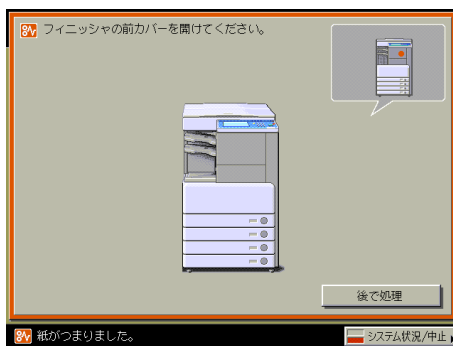 フィニッシャの前カバーを開けてください。
後で処理
紙がつまりました。
システム状況/中止